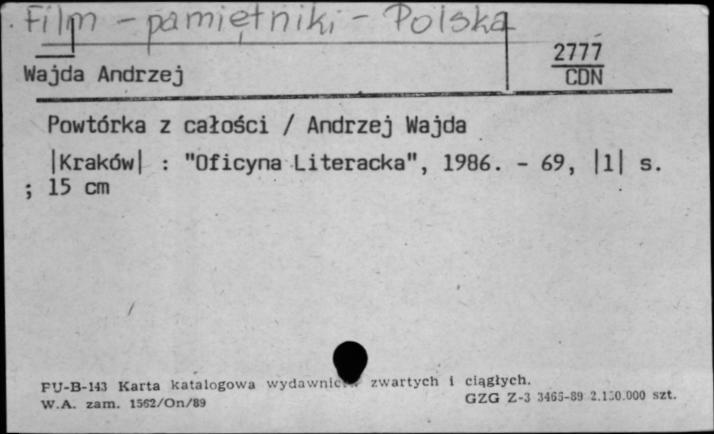 Film - pamiętniki - Polska
2777
Wajda Andrzej
CDN
Powtórka z całości / Andrzej Wajda
|Kraków| : "Oficyna Literacka", 1986. - 69, |1| s.
; 15 cm
PU-B-143 Karta katalogowa zwartych i ciągłych.
W.A. zam. 1562/On/89
GZG Z-3 3465-89 2.150.000 szt.